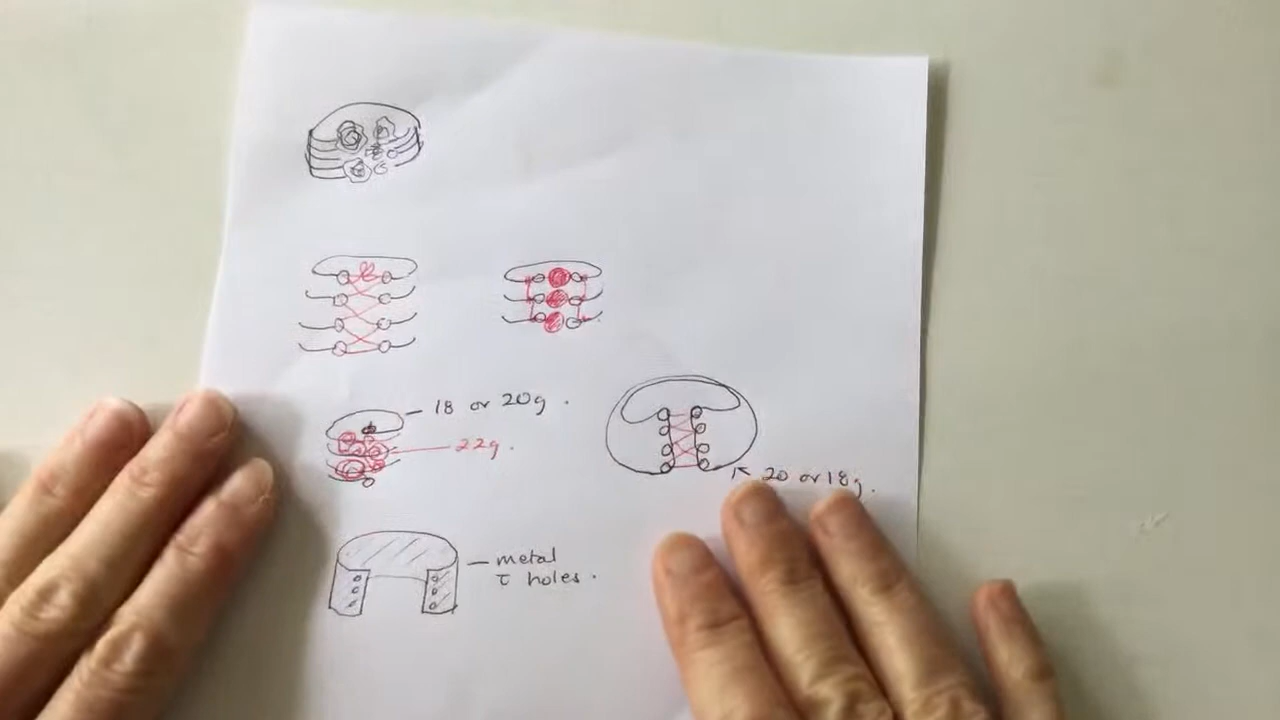 18 or 20g.
22g.
20 or 18g.
metal
c̄ holes.